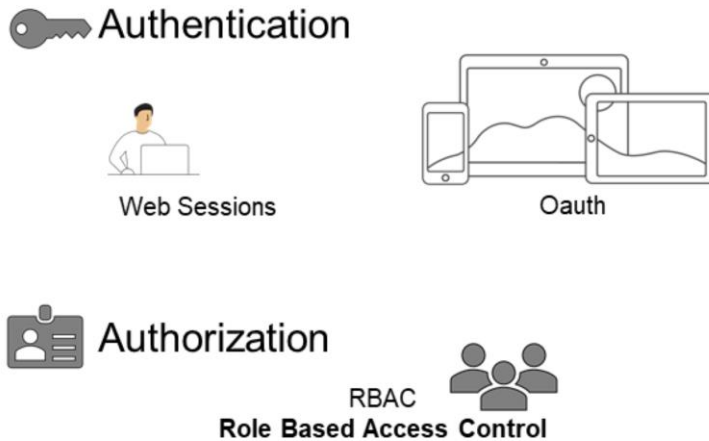 Authentication
Web Sessions
Oauth
Authorization
RBAC
Role Based Access Control